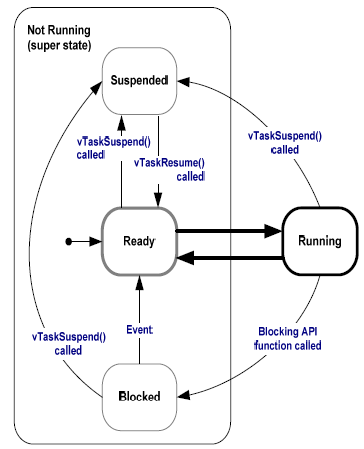 Not Running
(super state)
Suspended
vTaskSuspend()
called
vTaskResume()
called
vTaskSuspend()
called
Ready
Running
Event
vTaskSuspend()
called
Blocking API
function called
Blocked